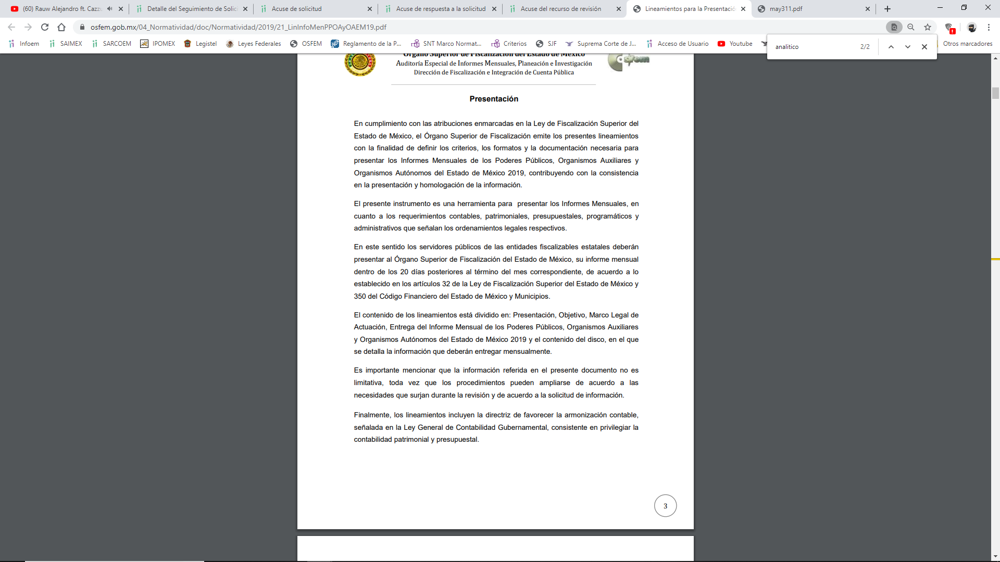 (60) Rauw Alejandro ft. Cazzu
Detalle del Seguimiento de Solici
Acuse de solicitud
Acuse de respuesta a la solicitud
Acuse del recurso de revisión
Lineamientos para la Presentació
may311.pdf
osfem.gob.mx/04_Normatividad/doc/Normatividad/2019/21_LinInfoMenPPOAyOAEM19.pdf
Infoem
SAIMEX
SARCOEM
IPOMEX
Legistel
Leyes Federales
OSFEM
Reglamento de la P...
SNT Marco Normat...
Criterios
SJF
Suprema Corte de J...
Acceso de Usuario
Youtube
Otros marcadores
analitico 2/2
Órgano Superior de Fiscalización del Estado de México
Auditoría Especial de Informes Mensuales, Planeación e Investigación
Dirección de Fiscalización e Integración de Cuenta Pública
osfem
Presentación
En cumplimiento con las atribuciones enmarcadas en la Ley de Fiscalización Superior del
Estado de México, el Órgano Superior de Fiscalización emite los presentes lineamientos
con la finalidad de definir los criterios, los formatos y la documentación necesaria para
presentar los Informes Mensuales de los Poderes Públicos, Organismos Auxiliares y
Organismos Autónomos del Estado de México 2019, contribuyendo con la consistencia
en la presentación y homologación de la información.
El presente instrumento es una herramienta para presentar los Informes Mensuales, en
cuanto a los requerimientos contables, patrimoniales, presupuestales, programáticos y
administrativos que señalan los ordenamientos legales respectivos.
En este sentido los servidores públicos de las entidades fiscalizables estatales deberán
presentar al Órgano Superior de Fiscalización del Estado de México, su informe mensual
dentro de los 20 días posteriores al término del mes correspondiente, de acuerdo a lo
establecido en los artículos 32 de la Ley de Fiscalización Superior del Estado de México y
350 del Código Financiero del Estado de México y Municipios.
El contenido de los lineamientos está dividido en: Presentación, Objetivo, Marco Legal de
Actuación, Entrega del Informe Mensual de los Poderes Públicos, Organismos Auxiliares
y Organismos Autónomos del Estado de México 2019 y el contenido del disco, en el que
se detalla la información que deberán entregar mensualmente.
Es importante mencionar que la información referida en el presente documento no es
limitativa, toda vez que los procedimientos pueden ampliarse de acuerdo a las
necesidades que surjan durante la revisión y de acuerdo a la solicitud de información.
Finalmente, los lineamientos incluyen la directriz de favorecer la armonización contable,
señalada en la Ley General de Contabilidad Gubernamental, consistente en privilegiar la
contabilidad patrimonial y presupuestal.
3